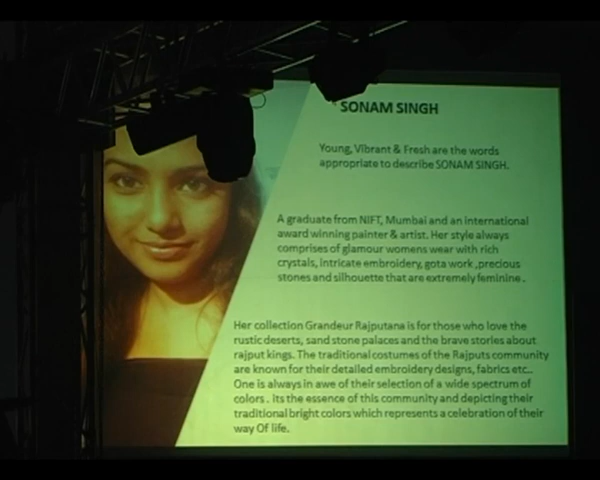 SONAM SINGH
Young, Vibrant & Fresh are the words
appropriate to describe SONAM SINGH.
A graduate from NIFT, Mumbai and an international
award winning painter & artist. Her style always
comprises of glamour womens wear with rich
crystals, intricate embroidery, gota work ,precious
stones and silhouette that are extremely feminine .
Her collection Grandeur Rajputana is for those who love the
rustic deserts, sand stone palaces and the brave stories about
rajput kings. The traditional costumes of the Rajputs community
are known for their detailed embroidery designs, fabrics etc..
One is always in awe of their selection of a wide spectrum of
colors . Its the essence of this community and depicting their
traditional bright colors which represents a celebration of their
way Of life.